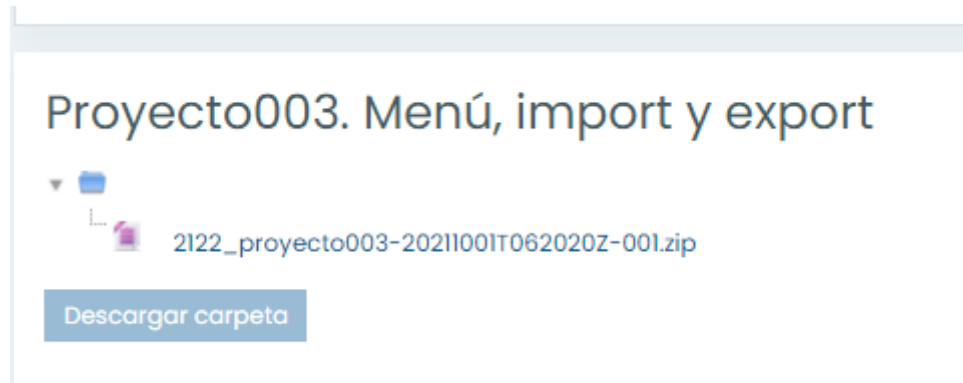 Proyecto003. Menú, import y export
2122_proyecto003-20211001T062020Z-001.zip
Descargar carpeta